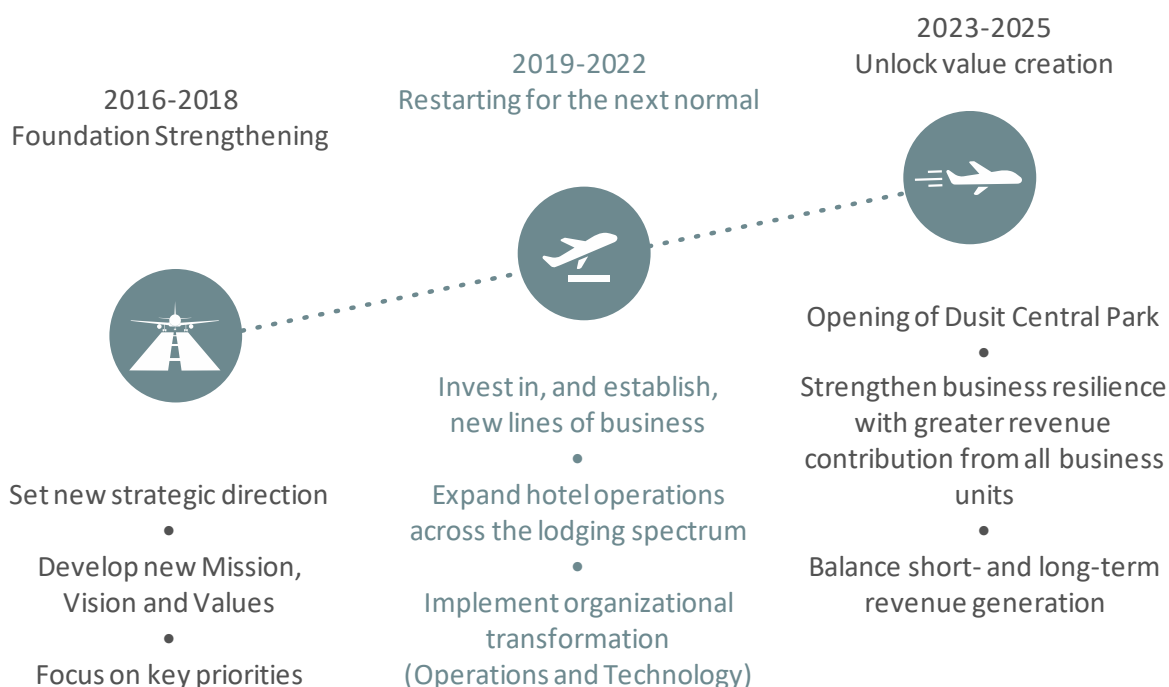 2016-2018
Foundation Strengthening
Set new strategic direction
•
Develop new Mission,
Vision and Values
•
Focus on key priorities
2019-2022
Restarting for the next normal
Invest in, and establish,
new lines of business
•
Expand hotel operations
across the lodging spectrum
•
Implement organizational
transformation
(Operations and Technology)
2023-2025
Unlock value creation
Opening of Dusit Central Park
•
Strengthen business resilience
with greater revenue
contribution from all business
units
•
Balance short- and long-term
revenue generation